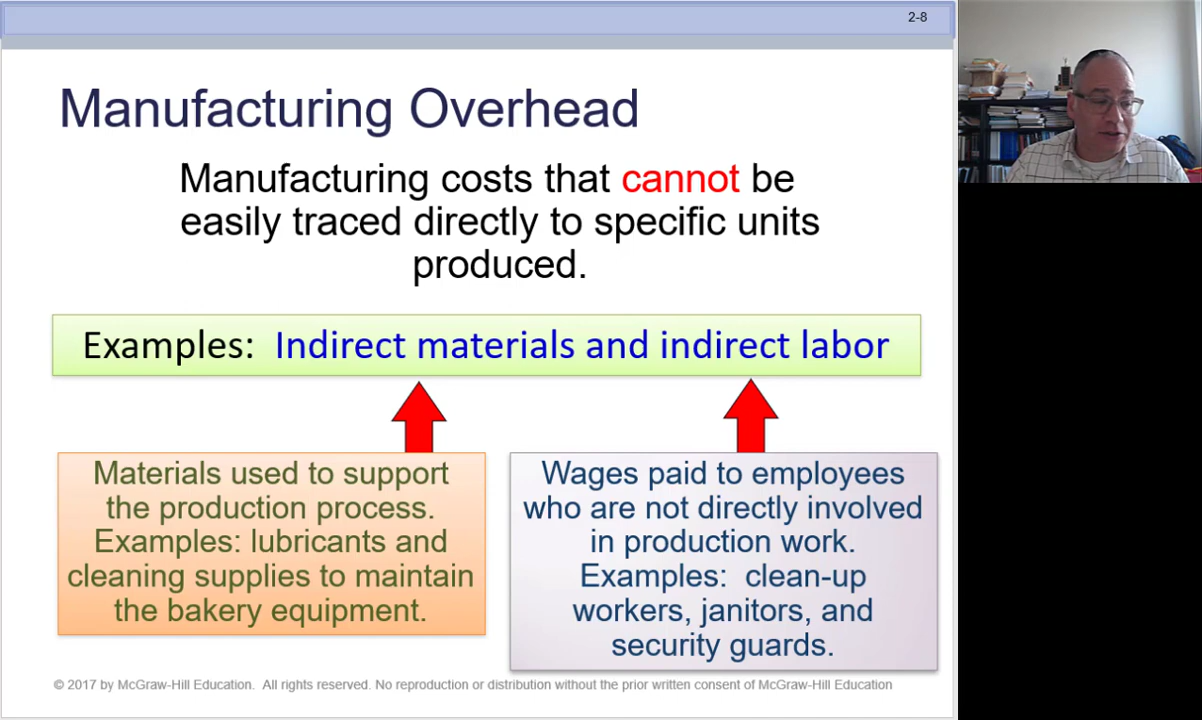 2-8
Manufacturing Overhead
Manufacturing costs that cannot be
easily traced directly to specific units
produced.
Examples:  Indirect materials and indirect labor
Materials used to support
the production process.
Examples: lubricants and
cleaning supplies to maintain
the bakery equipment.
Wages paid to employees
who are not directly involved
in production work.
Examples:  clean-up
workers, janitors, and
security guards.
© 2017 by McGraw-Hill Education.  All rights reserved. No reproduction or distribution without the prior written consent of McGraw-Hill Education